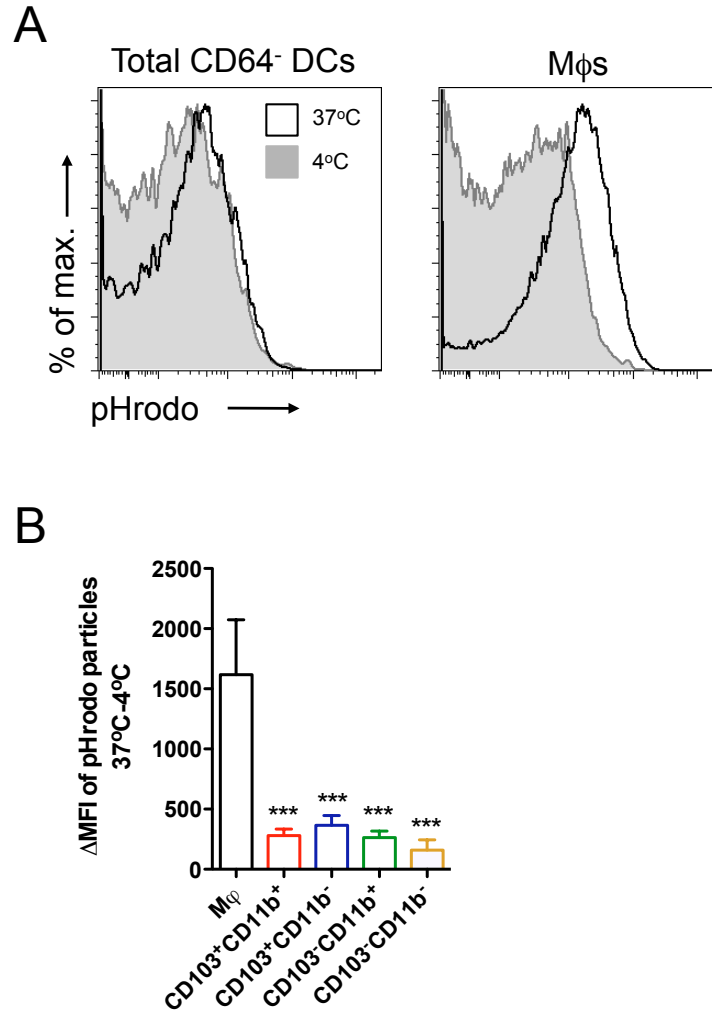 A
Total CD64⁻ DCs
Mϕs
37ºC
4ºC
% of max.
pHrodo
B
ΔMFI of pHrodo particles
37ºC-4ºC
2500
2000
1500
1000
500
0
***
***
***
***
Mφ
CD103⁺CD11b⁺
CD103⁺CD11b⁻
CD103⁻CD11b⁺
CD103⁻CD11b⁻